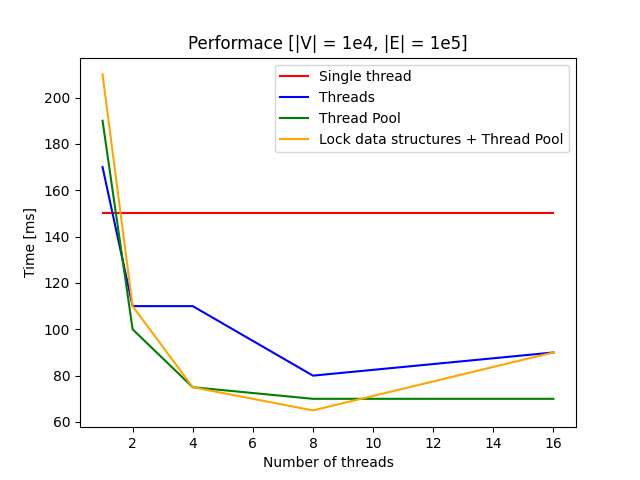 Performace [|V| = 1e4, |E| = 1e5]
Single thread
Threads
Thread Pool
Lock data structures + Thread Pool
Time [ms]
200
180
160
140
120
100
80
60
2 4 6 8 10 12 14 16
Number of threads